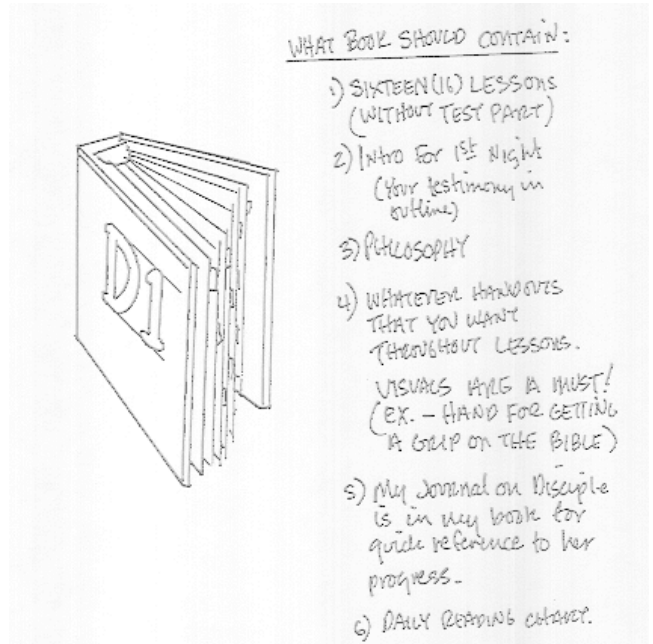 WHAT BOOK SHOULD CONTAIN:
1) SIXTEEN (16) LESSONS
(WITHOUT TEST PART)
2) Intro For 1st Night
(Your testimony in
outline)
3) PHILOSOPHY
4) WHATEVER HANDOUTS
THAT YOU WANT
THROUGHOUT LESSONS.
VISUALS ARE A MUST!
(EX. - HAND FOR GETTING
A GRIP ON THE BIBLE)
5) My Journal on Disciple
is in my book for
quick reference to her
progress.
6) DAILY READING CHART.
D1